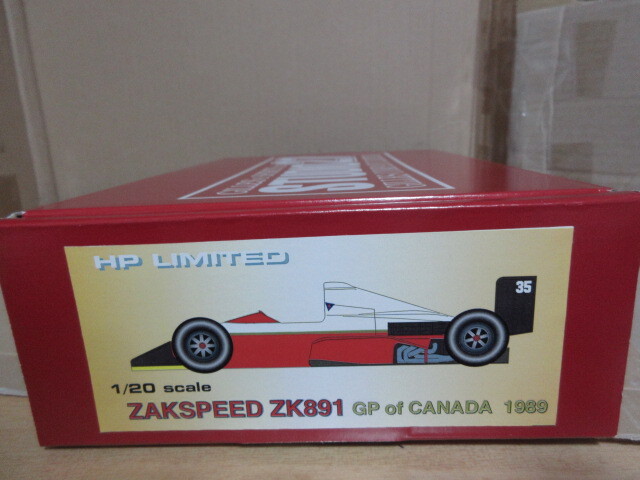 HP LIMITED
35
1/20 scale
ZAKSPEED ZK891 GP of CANADA 1989